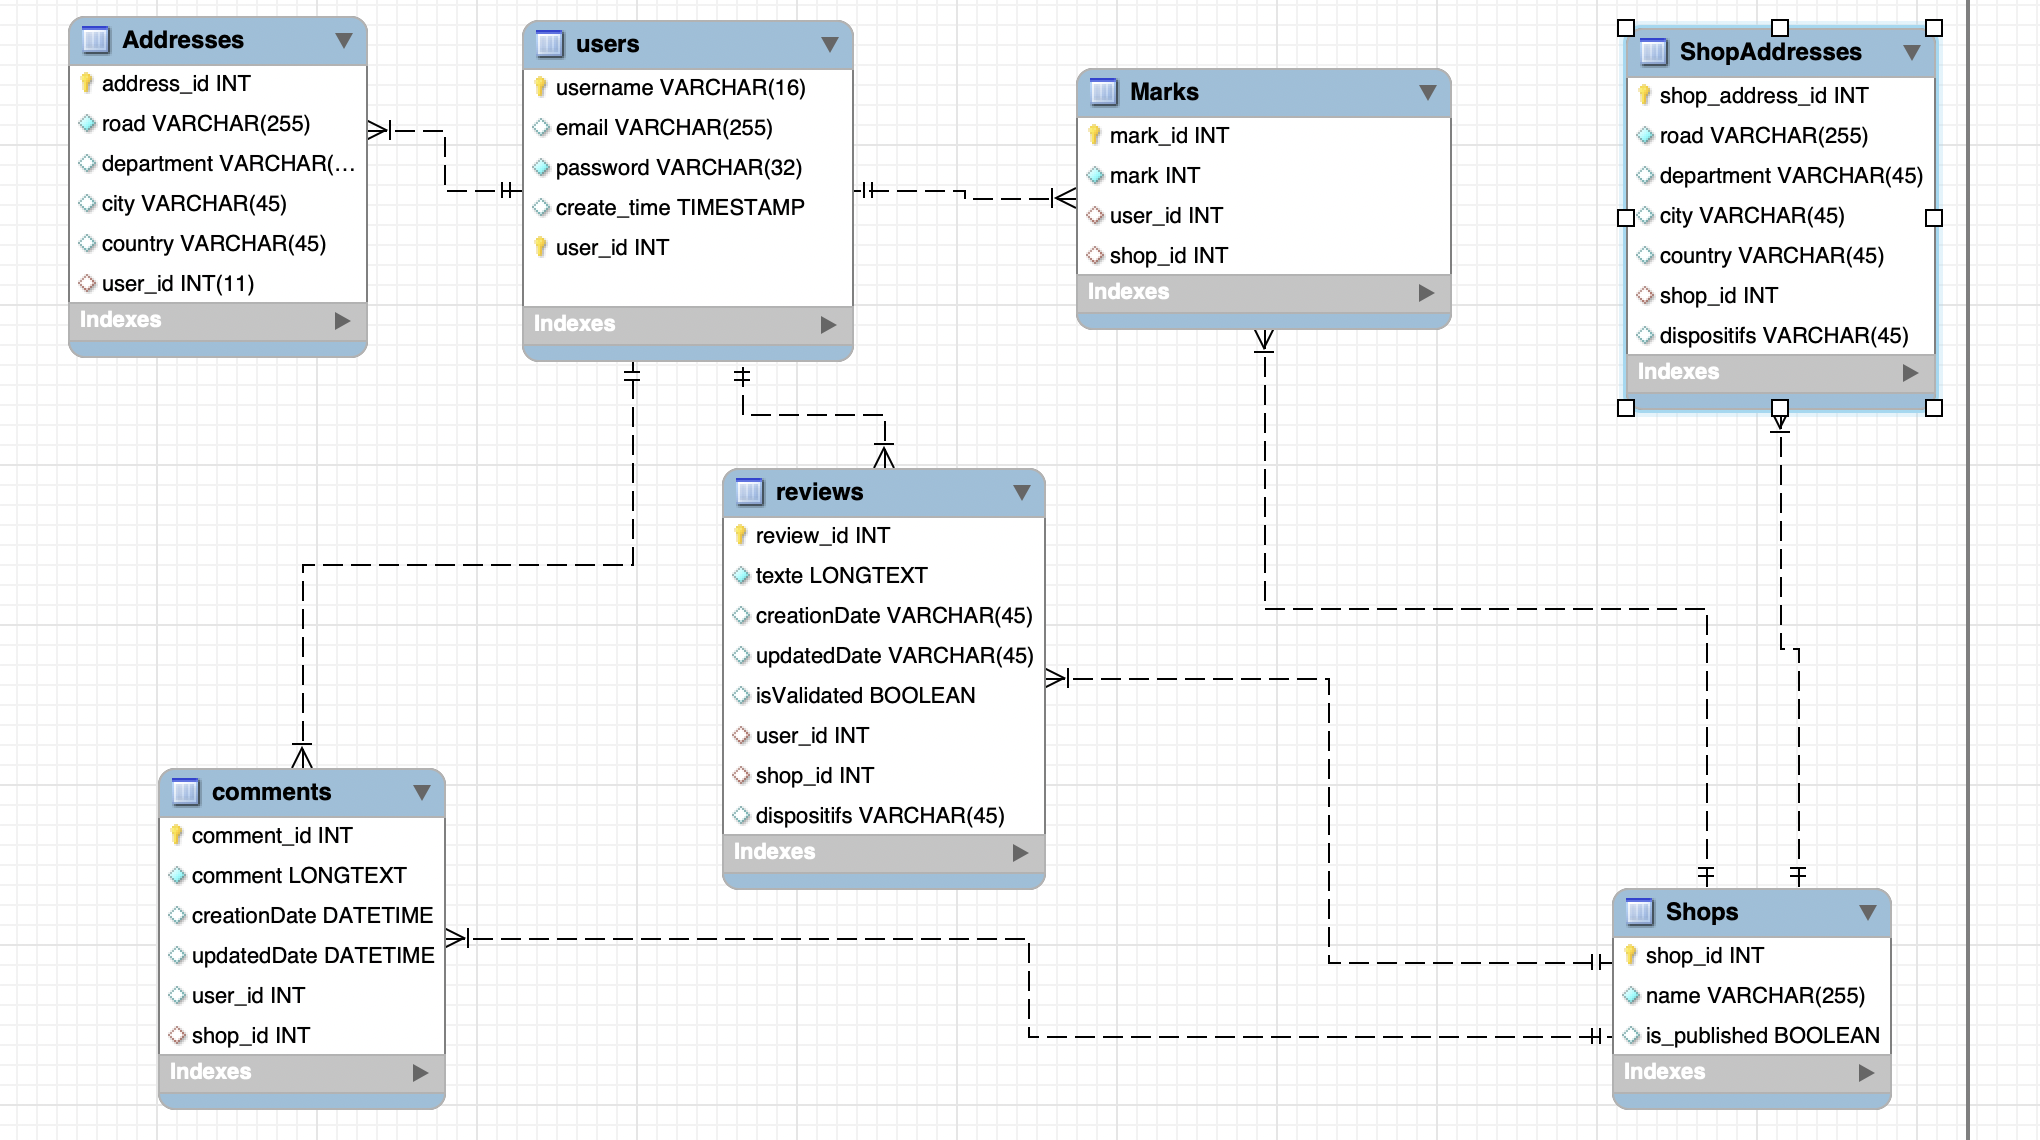 Addresses
address_id INT
road VARCHAR(255)
department VARCHAR(...
city VARCHAR(45)
country VARCHAR(45)
user_id INT(11)
Indexes
users
username VARCHAR(16)
email VARCHAR(255)
password VARCHAR(32)
create_time TIMESTAMP
user_id INT
Indexes
Marks
mark_id INT
mark INT
user_id INT
shop_id INT
Indexes
ShopAddresses
shop_address_id INT
road VARCHAR(255)
department VARCHAR(45)
city VARCHAR(45)
country VARCHAR(45)
shop_id INT
dispositifs VARCHAR(45)
Indexes
reviews
review_id INT
texte LONGTEXT
creationDate VARCHAR(45)
updatedDate VARCHAR(45)
isValidated BOOLEAN
user_id INT
shop_id INT
dispositifs VARCHAR(45)
Indexes
comments
comment_id INT
comment LONGTEXT
creationDate DATETIME
updatedDate DATETIME
user_id INT
shop_id INT
Indexes
Shops
shop_id INT
name VARCHAR(255)
is_published BOOLEAN
Indexes